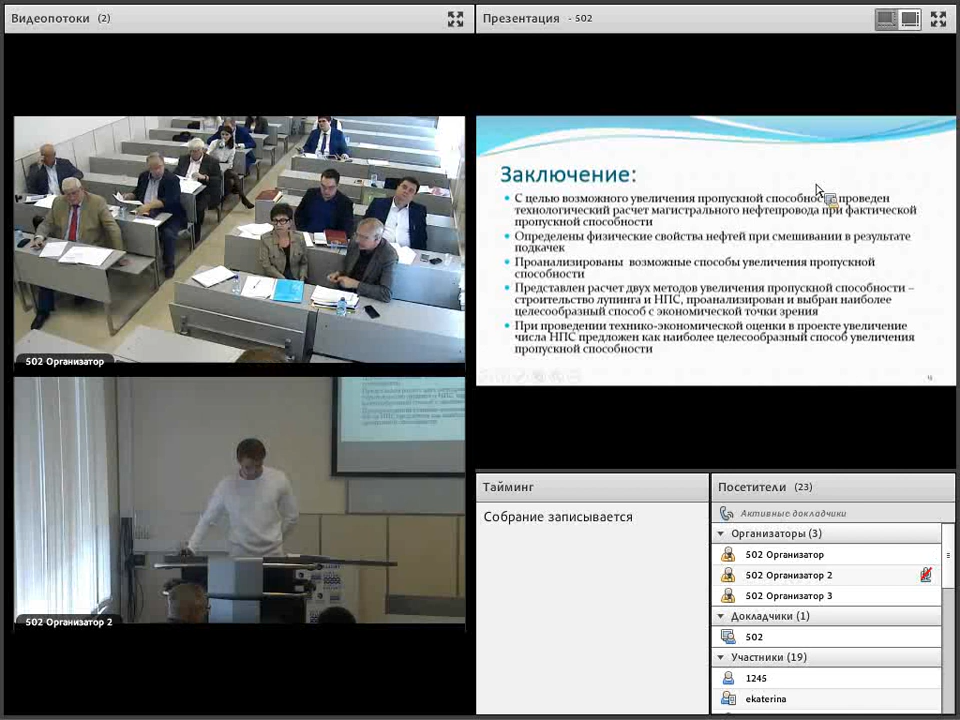 Видеопотоки (2)
502 Организатор
502 Организатор 2
Презентация - 502
Заключение:
С целью возможного увеличения пропускной способнос проведен
технологический расчет магистрального нефтепровода при фактической
пропускной способности
Определены физические свойства нефтей при смешивании в результате
подкачек
Проанализированы возможные способы увеличения пропускной
способности
Представлен расчет двух методов увеличения пропускной способности –
строительство лупинга и НПС, проанализирован и выбран наиболее
целесообразный способ с экономической точки зрения
При проведении технико-экономической оценки в проекте увеличение
числа НПС предложен как наиболее целесообразный способ увеличения
пропускной способности
Тайминг
Собрание записывается
Посетители (23)
Активные докладчики
Организаторы (3)
502 Организатор
502 Организатор 2
502 Организатор 3
Докладчики (1)
502
Участники (19)
1245
ekaterina